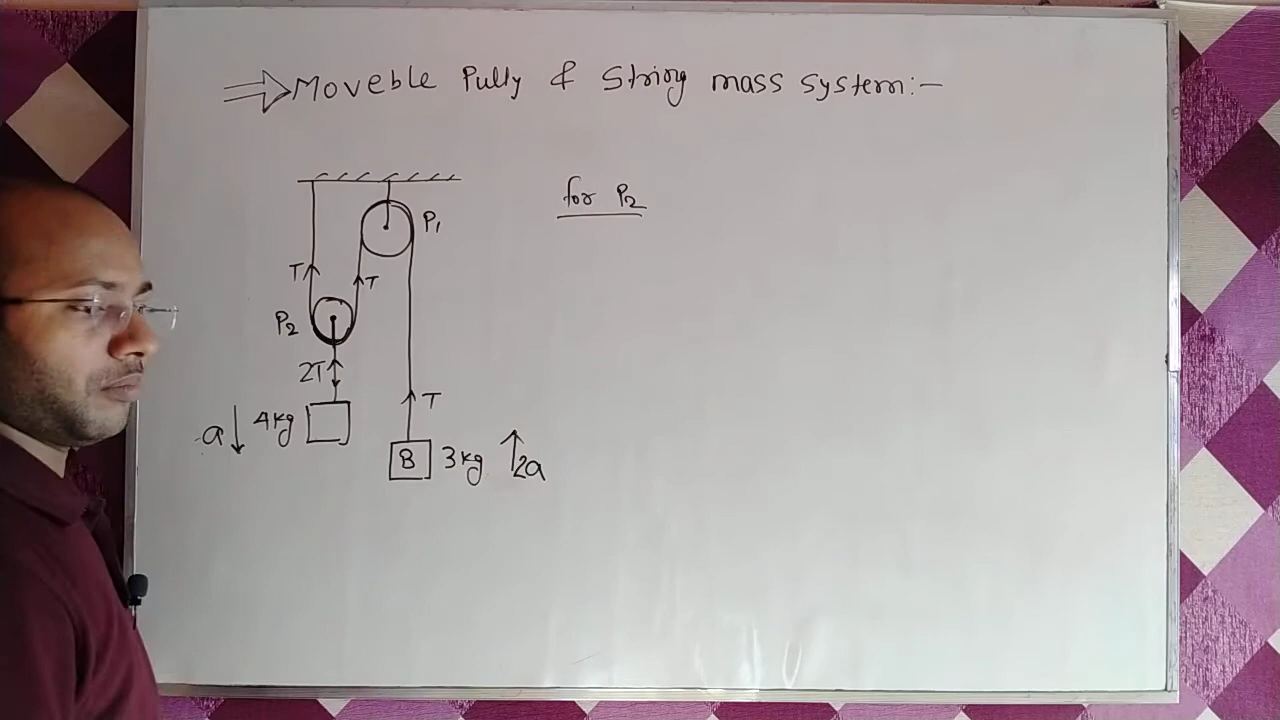 ⇒ Moveble Pully & String mass system:-
for P₂
P₁
T
T
P₂
2T
T
a↓ 4kg
B 3kg ↑2a